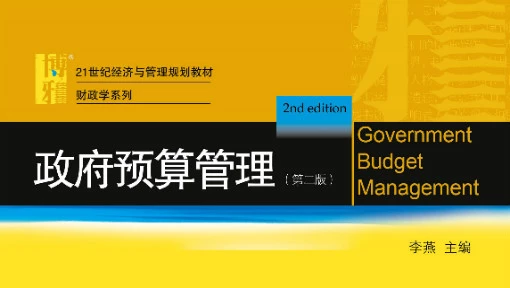 博雅
21世纪经济与管理规划教材
财政学系列
2nd edition
政府预算管理（第二版）
Government
Budget
Management
李燕 主编